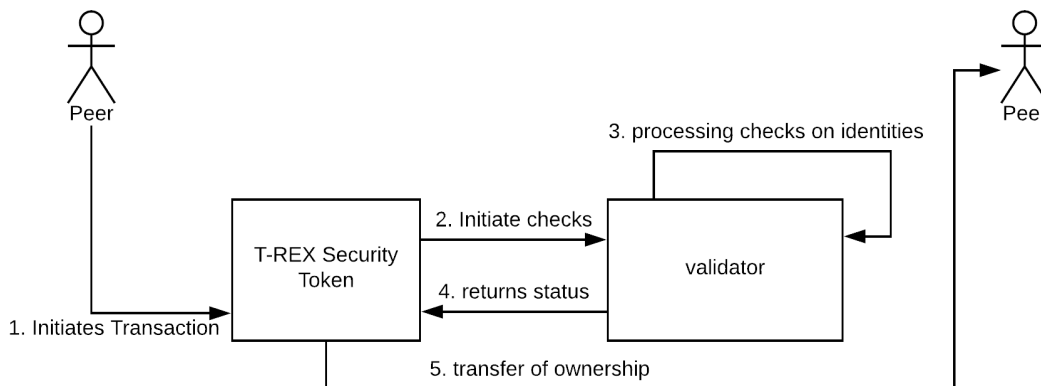 Peer
Pee
3. processing checks on identities
2. Initiate checks
T-REX Security
Token
validator
4. returns status
1. Initiates Transaction
5. transfer of ownership